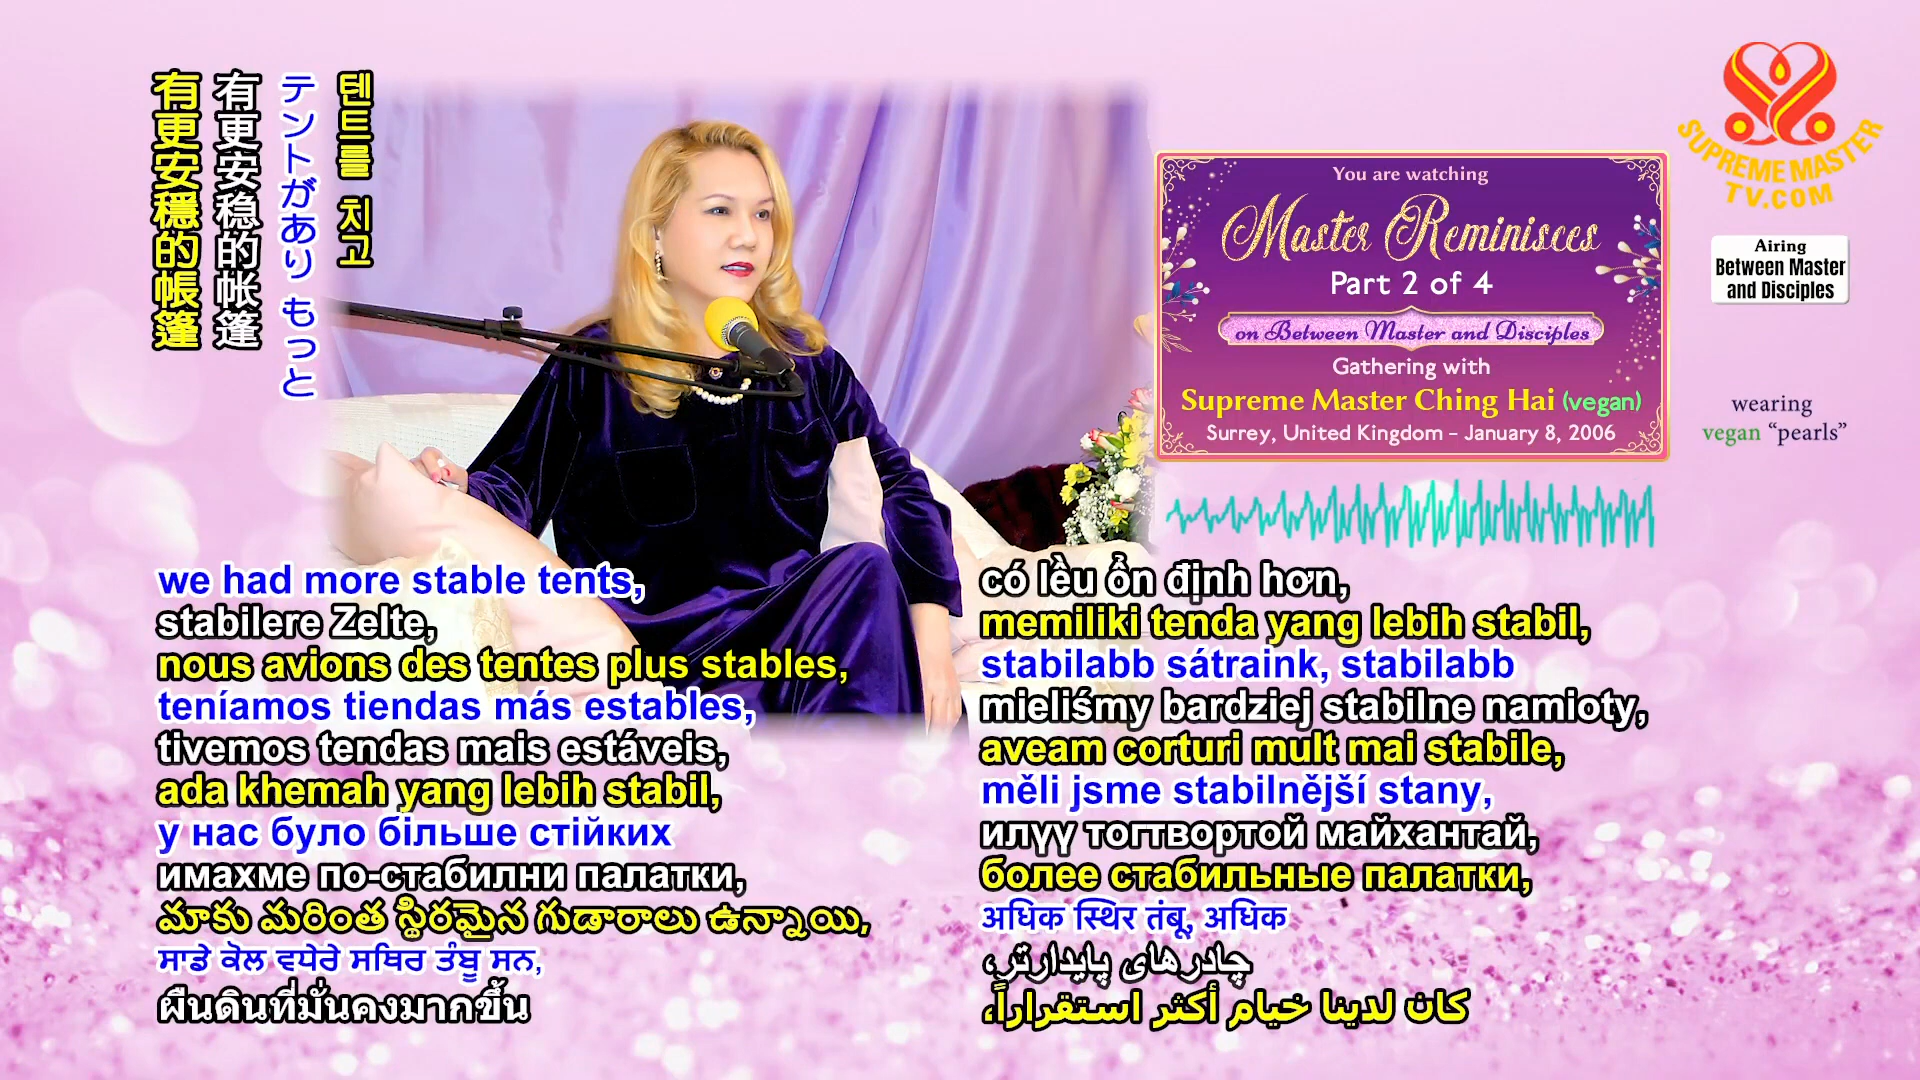 有更安穩的帳篷
有更安稳的帐篷
テントがあり もっと
텐트를 치고
SUPREME MASTER
TV.COM
You are watching
Master Reminisces
Part 2 of 4
on Between Master and Disciples
Gathering with
Supreme Master Ching Hai (vegan)
Surrey, United Kingdom – January 8, 2006
Airing
Between Master
and Disciples
wearing
vegan “pearls”
we had more stable tents,
stabilere Zelte,
nous avions des tentes plus stables,
teníamos tiendas más estables,
tivemos tendas mais estáveis,
ada khemah yang lebih stabil,
у нас було більше стійких
имахме по-стабилни палатки,
మాకు మరింత స్థిరమైన గుడారాలు ఉన్నాయి,
ਸਾਡੇ ਕੋਲ ਵਧੇਰੇ ਸਥਿਰ ਤੰਬੂ ਸਨ,
ผืนดินที่มั่นคงมากขึ้น
có lều ổn định hơn,
memiliki tenda yang lebih stabil,
stabilabb sátraink, stabilabb
mieliśmy bardziej stabilne namioty,
aveam corturi mult mai stabile,
měli jsme stabilnější stany,
илүү тогтвортой майхантай,
более стабильные палатки,
अधिक स्थिर तंबू, अधिक
چادرهای پایدارتر،
كان لدينا خيام أكثر استقراراً،